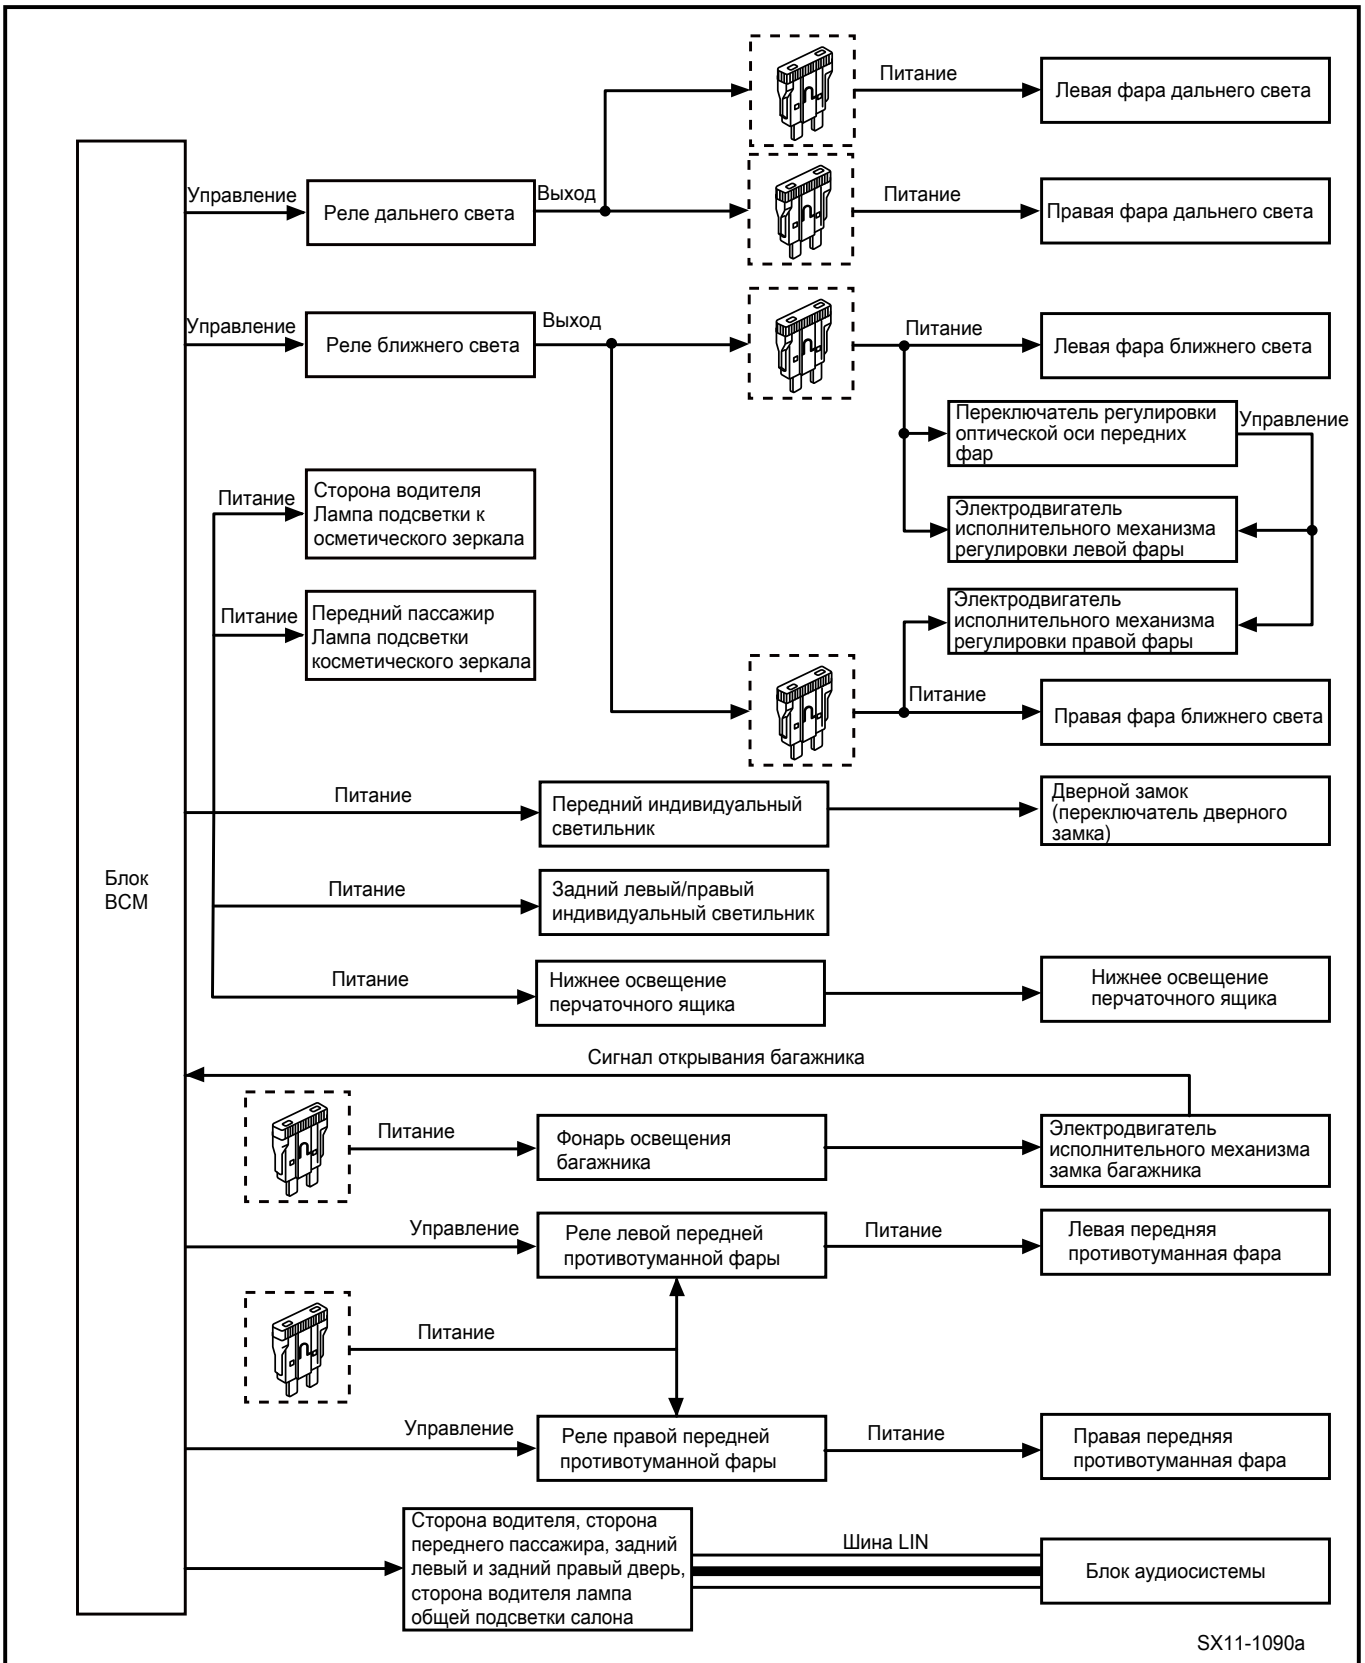 Питание
Левая фара дальнего света
Управление
Реле дальнего света
Выход
Питание
Правая фара дальнего света
Управление
Реле ближнего света
Выход
Питание
Левая фара ближнего света
Переключатель регулировки
оптической оси передних
фар
Управление
Питание
Сторона водителя
Лампа подсветки к
осметического зеркала
Электродвигатель
исполнительного механизма
регулировки левой фары
Питание
Передний пассажир
Лампа подсветки
косметического зеркала
Электродвигатель
исполнительного механизма
регулировки правой фары
Питание
Правая фара ближнего света
Питание
Передний индивидуальный
светильник
Дверной замок
(переключатель дверного
замка)
Блок
BCM
Питание
Задний левый/правый
индивидуальный светильник
Питание
Нижнее освещение
перчаточного ящика
Нижнее освещение
перчаточного ящика
Сигнал открывания багажника
Питание
Фонарь освещения
багажника
Электродвигатель
исполнительного механизма
замка багажника
Управление
Реле левой передней
противотуманной фары
Питание
Левая передняя
противотуманная фара
Питание
Управление
Реле правой передней
противотуманной фары
Питание
Правая передняя
противотуманная фара
Сторона водителя, сторона
переднего пассажира, задний
левый и задний правый дверь,
сторона водителя лампа
общей подсветки салона
Шина LIN
Блок аудиосистемы
SX11-1090a